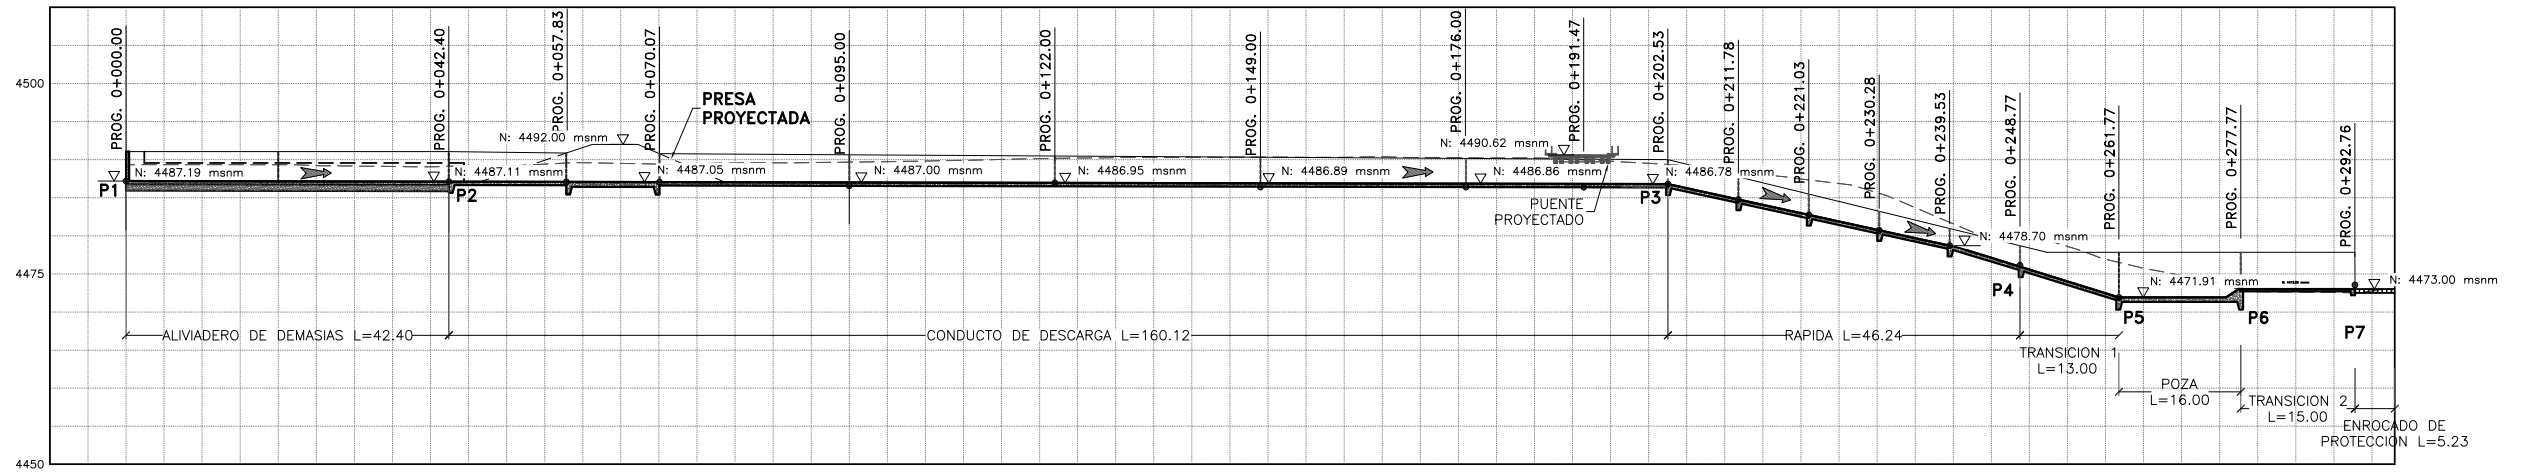 PROG. 0+000.00
PROG. 0+042.40
PROG. 0+057.83
PROG. 0+070.07
PROG. 0+095.00
PROG. 0+122.00
PROG. 0+149.00
PROG. 0+176.00
PROG. 0+191.47
PROG. 0+202.53
PROG. 0+211.78
PROG. 0+221.03
PROG. 0+230.28
PROG. 0+239.53
PROG. 0+248.77
PROG. 0+261.77
PROG. 0+277.77
PROG. 0+292.76
4500
4475
4450
PRESA
PROYECTADA
N: 4492.00 msnm
N: 4490.62 msnm
N: 4487.19 msnm
N: 4487.11 msnm
N: 4487.05 msnm
N: 4487.00 msnm
N: 4486.95 msnm
N: 4486.89 msnm
N: 4486.86 msnm
N: 4486.78 msnm
P1
P2
P3
PUENTE
PROYECTADO
N: 4478.70 msnm
N: 4471.91 msnm
N: 4473.00 msnm
P4
P5
P6
P7
ALIVIADERO DE DEMASIAS L=42.40
CONDUCTO DE DESCARGA L=160.12
RAPIDA L=46.24
TRANSICION 1
L=13.00
POZA
L=16.00
TRANSICION 2
L=15.00
ENROCADO DE
PROTECCION L=5.23